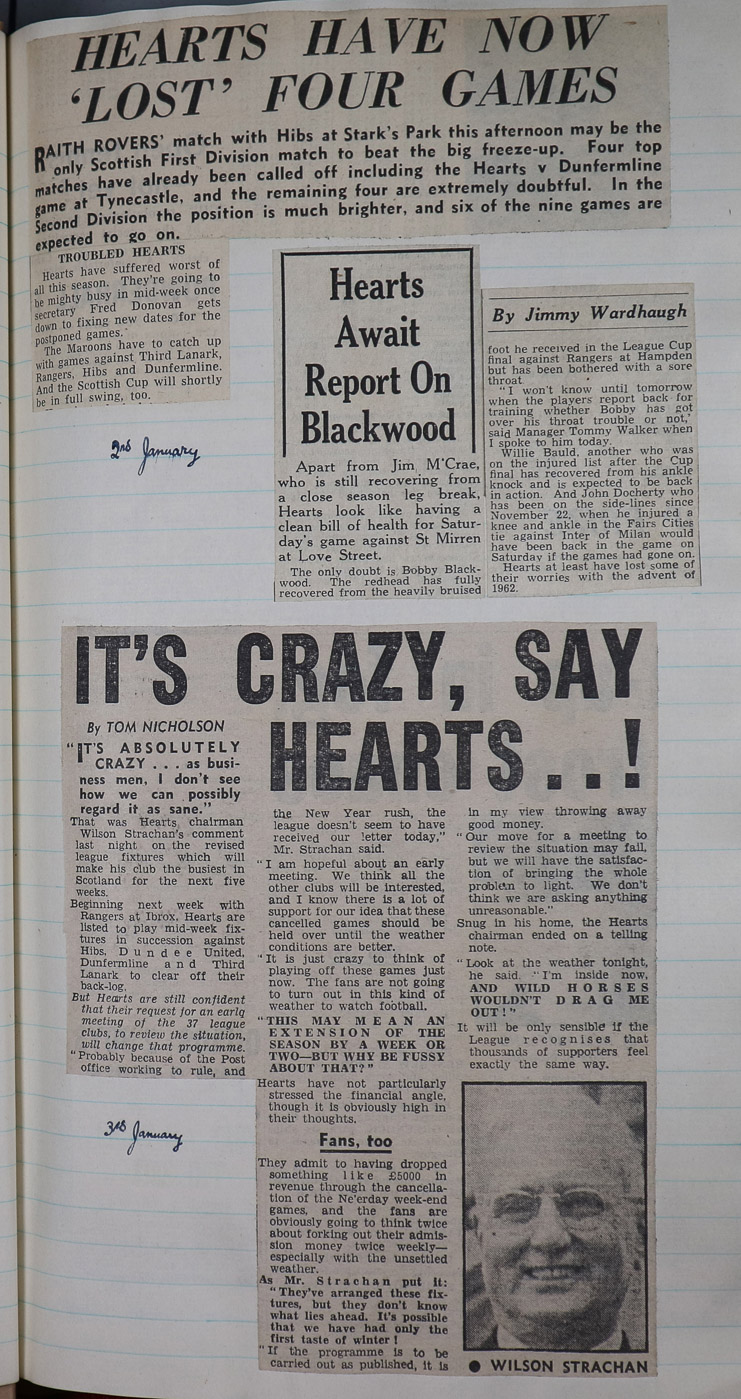 HEARTS HAVE NOW
'LOST' FOUR GAMES
RAITH ROVERS' match with Hibs at Stark's Park this afternoon may be the
only Scottish First Division match to beat the big freeze-up. Four top
matches have already been called off including the Hearts v Dunfermline
game at Tynecastle, and the remaining four are extremely doubtful. In the
Second Division the position is much brighter, and six of the nine games are
expected to go on.
TROUBLED HEARTS
Hearts have suffered worst of
all this season. They're going to
be mighty busy in mid-week once
secretary Fred Donovan gets
down to fixing new dates for the
postponed games.
The Maroons have to catch up
with games against Third Lanark,
Rangers, Hibs and Dunfermline.
And the Scottish Cup will shortly
be in full swing, too.
2nd January
Hearts
Await
Report On
Blackwood
Apart from Jim M'Crae,
who is still recovering from
a close season leg break,
Hearts look like having a
clean bill of health for Satur-
day's game against St Mirren
at Love Street.
The only doubt is Bobby Black-
wood. The redhead has fully
recovered from the heavily bruised
By Jimmy Wardhaugh
foot he received in the League Cup
final against Rangers at Hampden
but has been bothered with a sore
throat.
"I won't know until tomorrow
when the players report back for
training whether Bobby has got
over his throat trouble or not,"
said Manager Tommy Walker when
I spoke to him today.
Willie Bauld, another who was
on the injured list after the Cup
final has recovered from his ankle
knock and is expected to be back
in action. And John Docherty who
has been on the side-lines since
November 22, when he injured a
knee and ankle in the Fairs Cities
tie against Inter of Milan would
have been back in the game on
Saturday if the games had gone on.
Hearts at least have lost some of
their worries with the advent of
1962.
IT'S CRAZY, SAY
HEARTS..!
By TOM NICHOLSON
"IT'S ABSOLUTELY
CRAZY . . . as busi-
ness men, I don't see
how we can possibly
regard it as sane."
That was Hearts chairman
Wilson Strachan's comment
last night on the revised
league fixtures which will
make his club the busiest in
Scotland for the next five
weeks.
Beginning next week with
Rangers at Ibrox, Hearts are
listed to play mid-week fix-
tures in succession against
Hibs, Dundee United,
Dunfermline and Third
Lanark to clear off their
back-log.
But Hearts are still confident
that their request for an early
meeting of the 37 league
clubs, to review the situation,
will change that programme.
"Probably because of the Post
office working to rule, and
the New Year rush, the
league doesn't seem to have
received our letter today,"
Mr. Strachan said.
"I am hopeful about an early
meeting. We think all the
other clubs will be interested,
and I know there is a lot of
support for our idea that these
cancelled games should be
held over until the weather
conditions are better.
"It is just crazy to think of
playing off these games just
now. The fans are not going
to turn out in this kind of
weather to watch football.
"THIS MAY MEAN AN
EXTENSION OF THE
SEASON BY A WEEK OR
TWO—BUT WHY BE FUSSY
ABOUT THAT?"
Hearts have not particularly
stressed the financial angle,
though it is obviously high in
their thoughts.
Fans, too
They admit to having dropped
something like £5000 in
revenue through the cancella-
tion of the Ne'erday week-end
games, and the fans are
obviously going to think twice
about forking out their admis-
sion money twice weekly—
especially with the unsettled
weather.
As Mr. Strachan put it:
"They've arranged these fix-
tures, but they don't know
what lies ahead. It's possible
that we have had only the
first taste of winter!
"If the programme is to be
carried out as published, it is
in my view throwing away
good money.
"Our move for a meeting to
review the situation may fail,
but we will have the satisfac-
tion of bringing the whole
problem to light. We don't
think we are asking anything
unreasonable."
Snug in his home, the Hearts
chairman ended on a telling
note.
"Look at the weather tonight,
he said. "I'm inside now,
AND WILD HORSES
WOULDN'T DRAG ME
OUT!"
It will be only sensible if the
League recognises that
thousands of supporters feel
exactly the same way.
● WILSON STRACHAN
3rd January